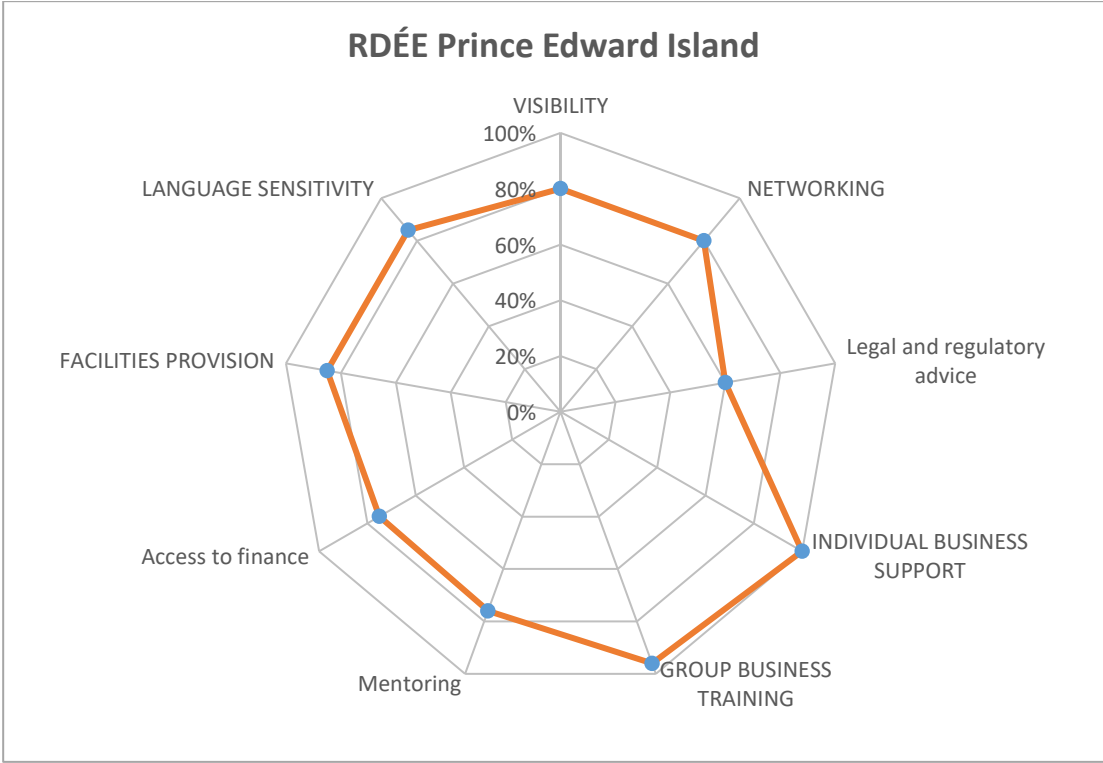 RDÉE Prince Edward Island
VISIBILITY
100%
LANGUAGE SENSITIVITY
80%
NETWORKING
60%
Legal and regulatory
advice
FACILITIES PROVISION
40%
20%
0%
INDIVIDUAL BUSINESS
SUPPORT
Access to finance
GROUP BUSINESS
TRAINING
Mentoring